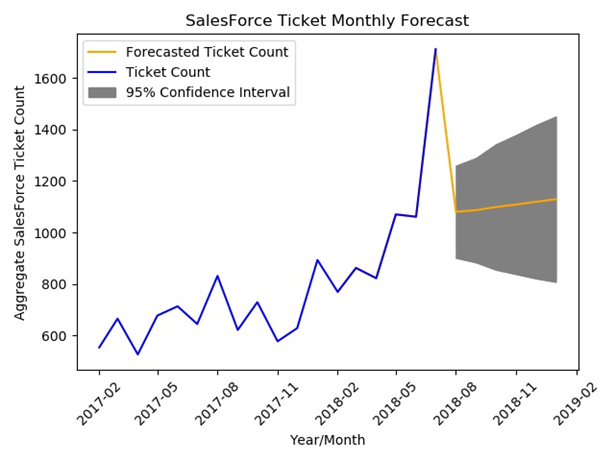 SalesForce Ticket Monthly Forecast
Forecasted Ticket Count
Ticket Count
95% Confidence Interval
Aggregate SalesForce Ticket Count
1600
1400
1200
1000
800
600
2017-02
2017-05
2017-08
2017-11
2018-02
2018-05
2018-08
2018-11
2019-02
Year/Month